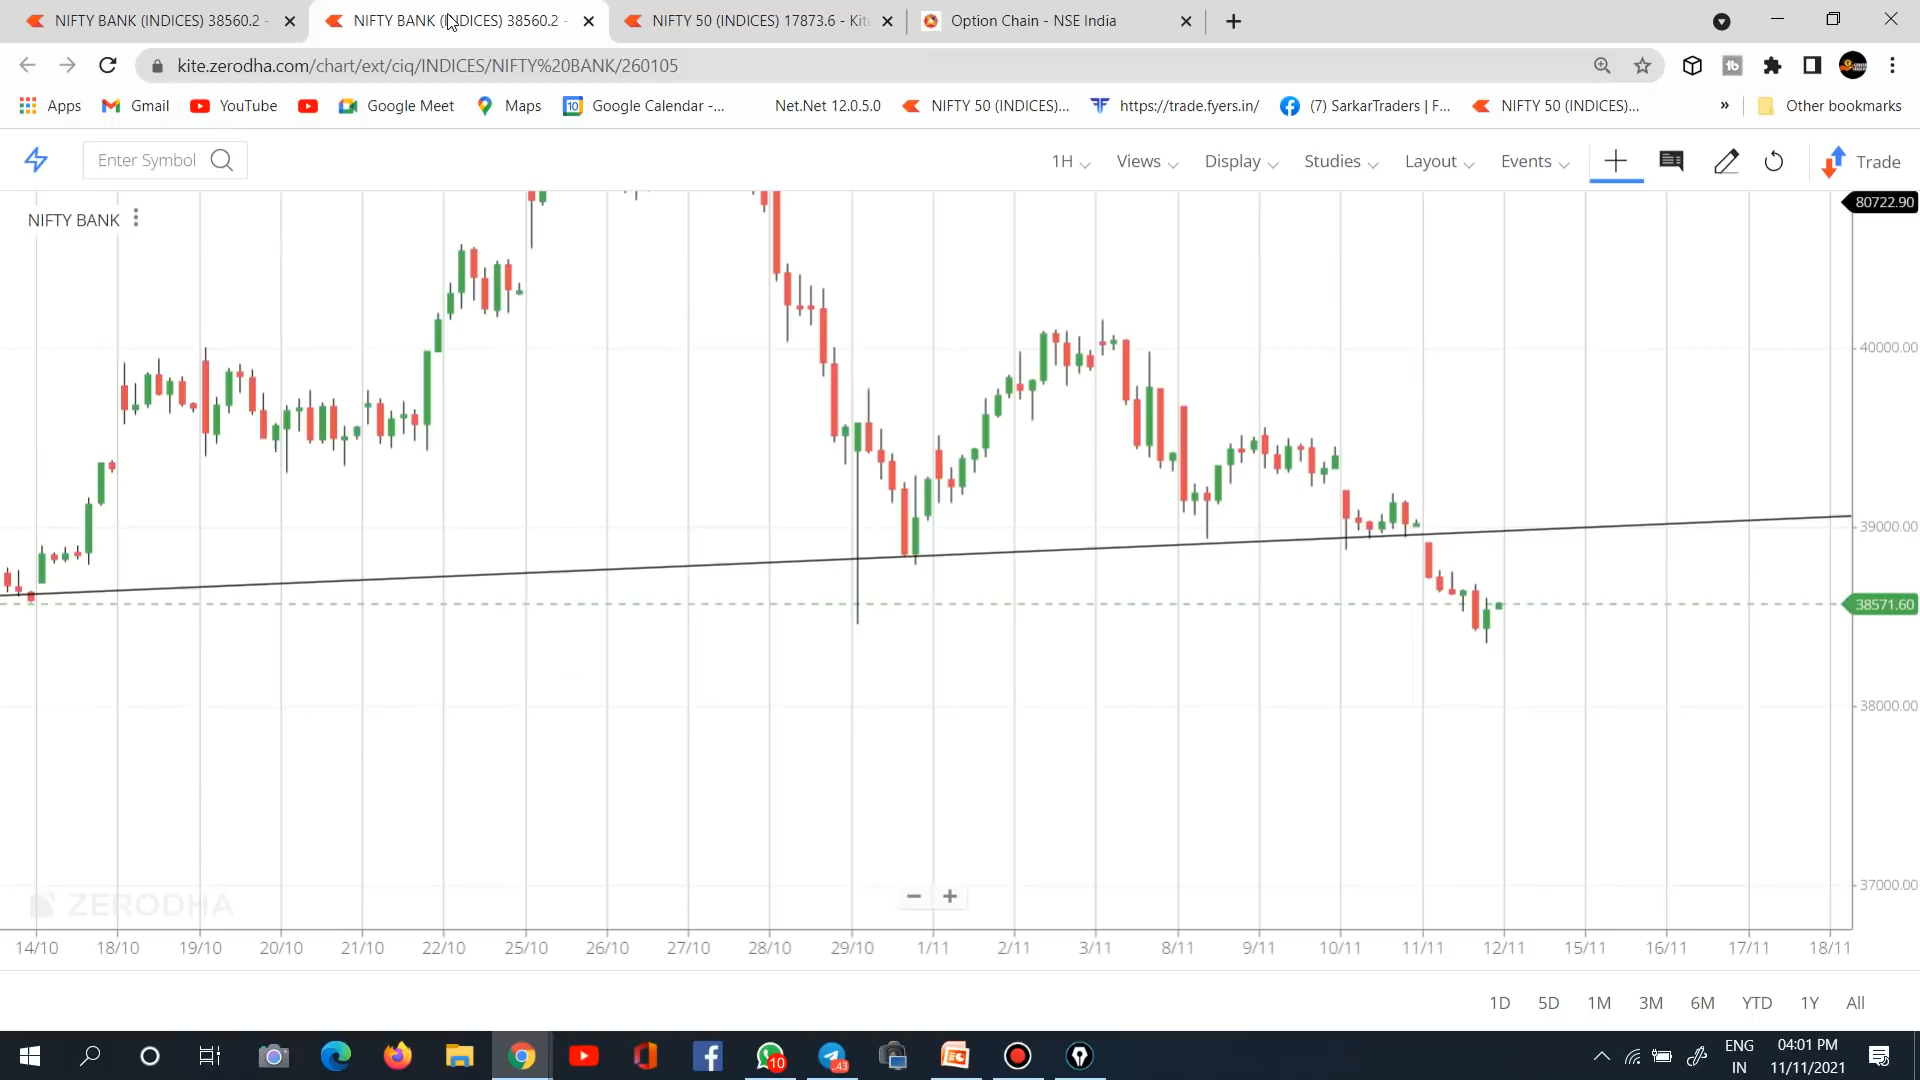 NIFTY BANK (INDICES) 38560.2 - NIFTY BANK (INDICES) 38560.2 - NIFTY 50 (INDICES) 17873.6 - Kite Option Chain - NSE India
kite.zerodha.com/chart/ext/ciq/INDICES/NIFTY%20BANK/260105
Apps Gmail YouTube Google Meet Maps 10 Google Calendar -... Net.Net 12.0.5.0 NIFTY 50 (INDICES)... https://trade.fyers.in/ (7) SarkarTraders | F... NIFTY 50 (INDICES)... » Other bookmarks
Enter Symbol 1H Views Display Studies Layout Events Trade
80722.90
NIFTY BANK
40000.00
39000.00
38571.60
38000.00
37000.00
ZERODHA
14/10 18/10 19/10 20/10 21/10 22/10 25/10 26/10 27/10 28/10 29/10 1/11 2/11 3/11 8/11 9/11 10/11 11/11 12/11 15/11 16/11 17/11 18/11
1D 5D 1M 3M 6M YTD 1Y All
10 43 ENG 04:01 PM
IN 11/11/2021